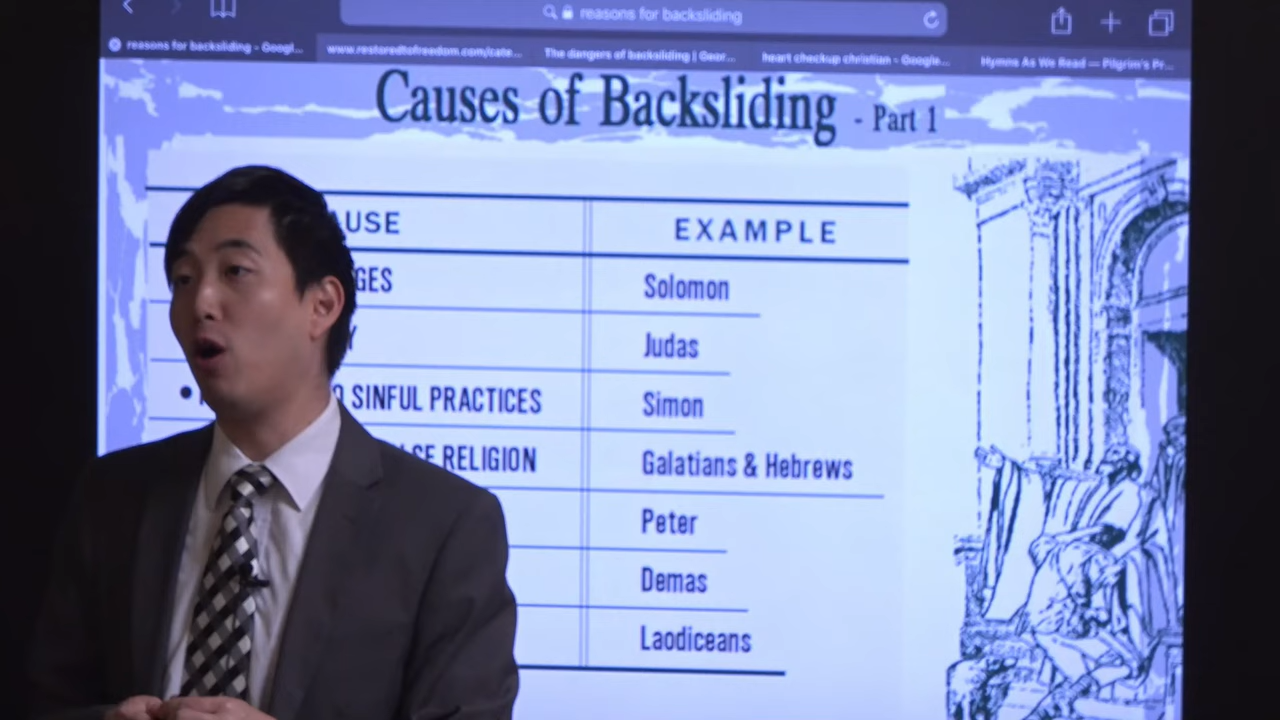 reasons for backsliding
reasons for backsliding - Googl...
www.restoredtofreedom.com/cate...
The dangers of backsliding | Geor...
heart checkup christian - Google...
Hymns As We Read — Pilgrim's Pr...
Causes of Backsliding - Part 1
AUSE EXAMPLE
GES Solomon
Y Judas
SINFUL PRACTICES Simon
RELIGION Galatians & Hebrews
Peter
Demas
Laodiceans